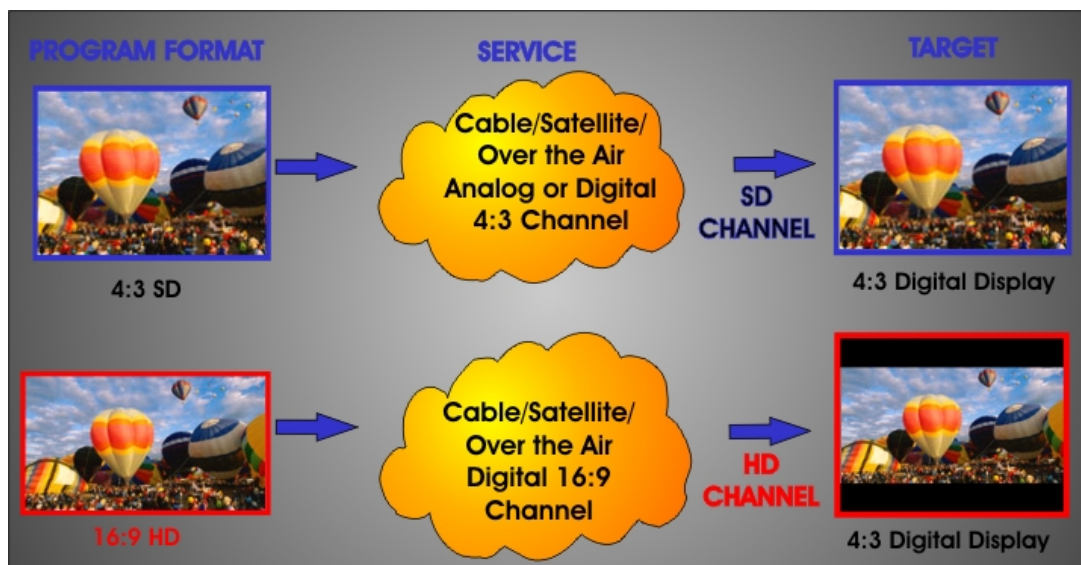 PROGRAM FORMAT
SERVICE
TARGET
Cable/Satellite/
Over the Air
Analog or Digital
4:3 Channel
SD
CHANNEL
4:3 SD
4:3 Digital Display
Cable/Satellite/
Over the Air
Digital 16:9
Channel
HD
CHANNEL
16:9 HD
4:3 Digital Display